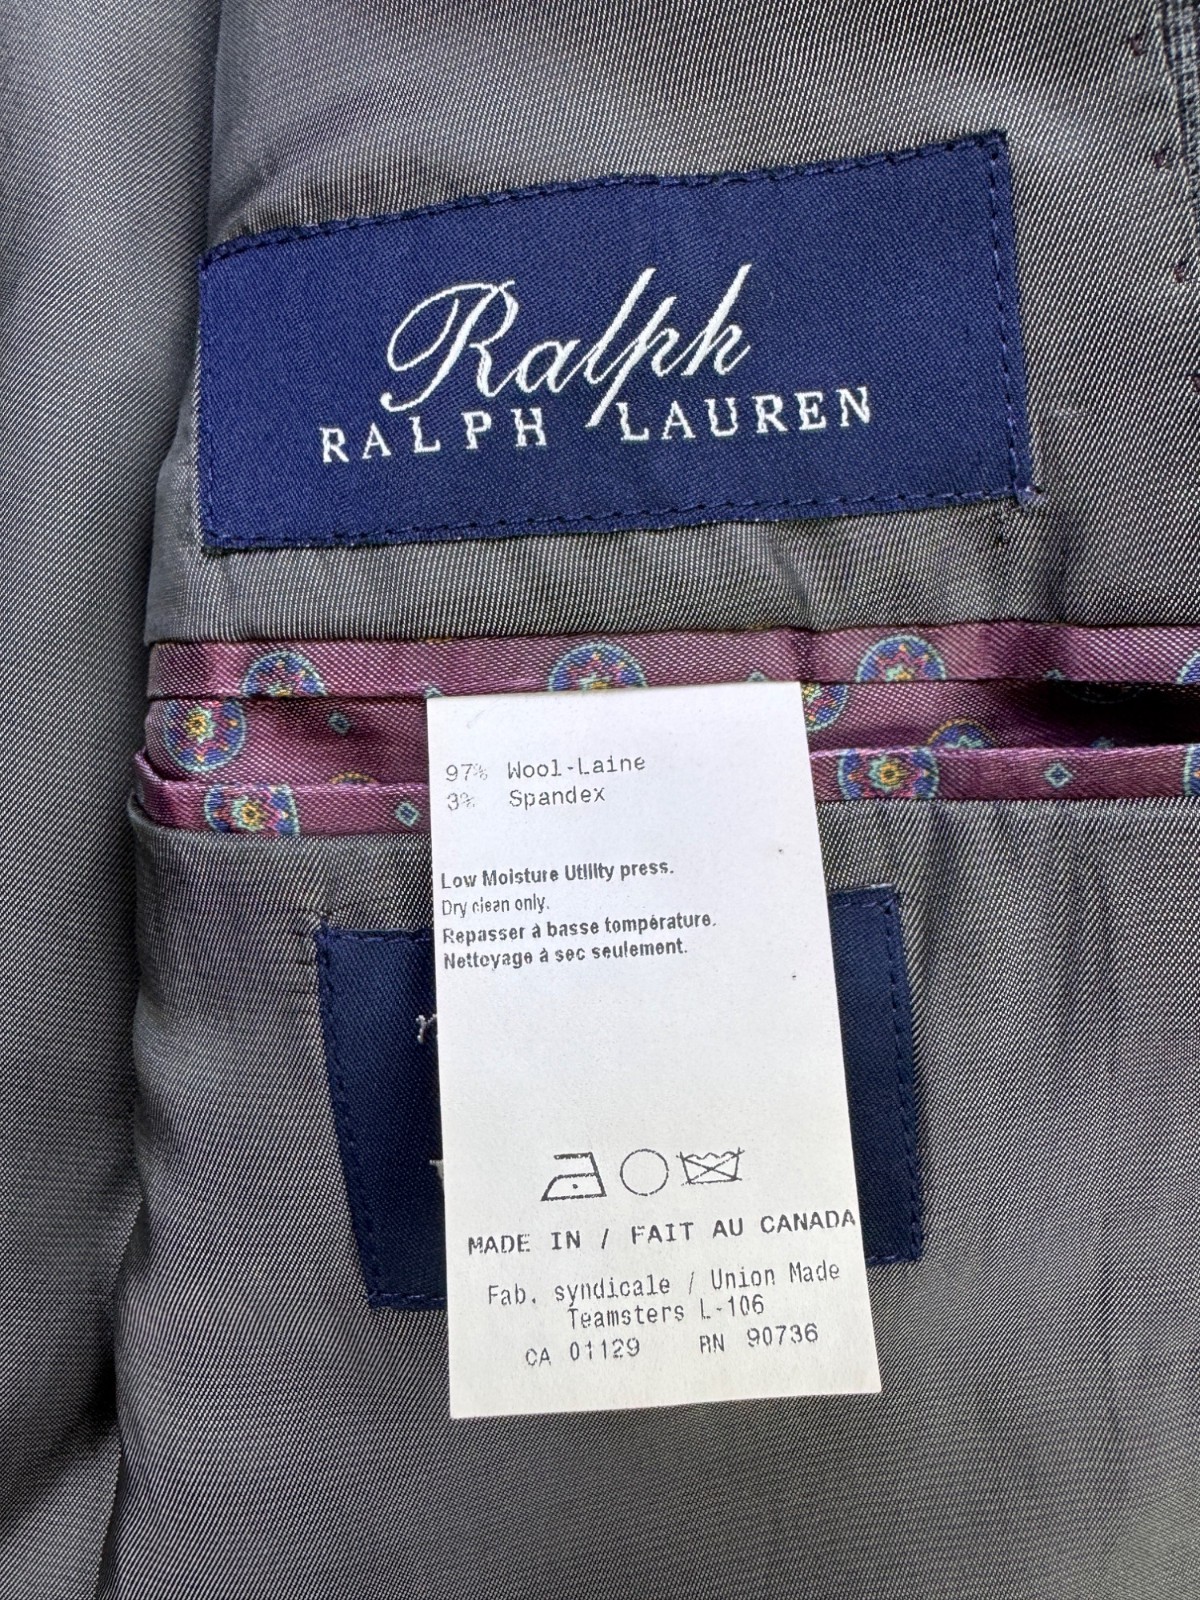 Ralph
RALPH LAUREN
97% Wool-Laine
3% Spandex
Low Moisture Utility press.
Dry clean only.
Repasser à basse température.
Nettoyage à sec seulement.
MADE IN / FAIT AU CANADA
Fab. syndicale / Union Made
Teamsters L-106
CA 01129 RN 90736